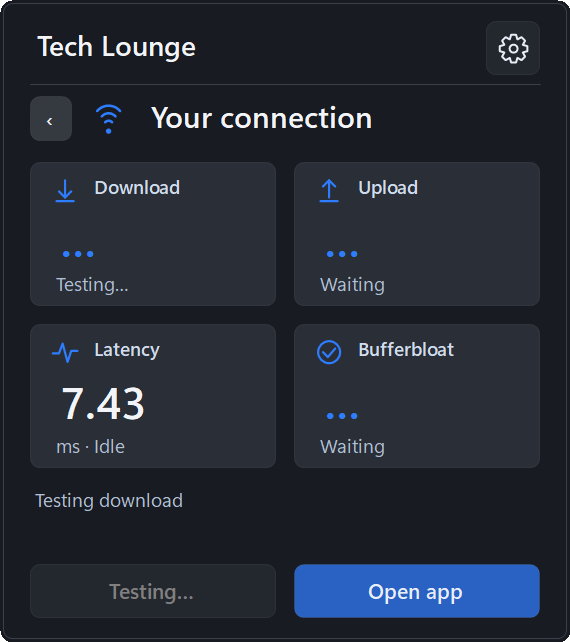 Tech Lounge
‹
Your connection
Download
...
Testing...
Upload
...
Waiting
Latency
7.43
ms · Idle
Bufferbloat
...
Waiting
Testing download
Testing...
Open app